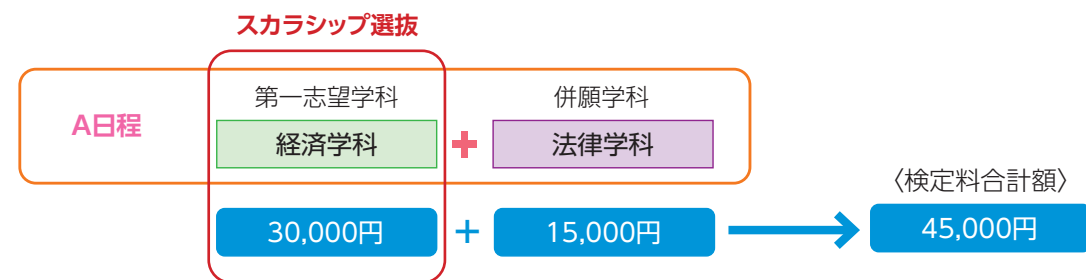 スカラシップ選抜
A日程
第一志望学科
併願学科
経済学科
+
法律学科
〈検定料合計額〉
30,000円
+
15,000円
45,000円